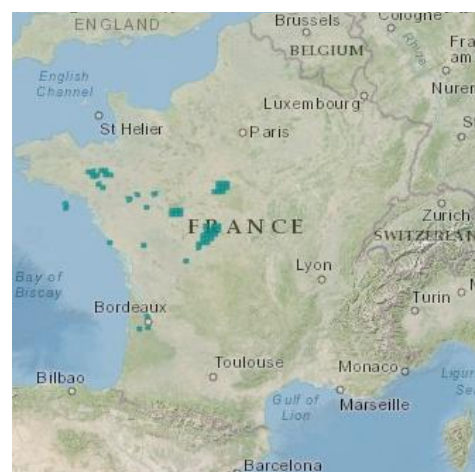 Brussels
Cologne
ENGLAND
Rhine
BELGIUM
English
Channel
Luxembourg
Nurem
St Helier
Paris
Zurich
FRANCE
SWITZERLAN
Lyon
Bay of
Biscay
Turin
Bordeaux
Toulouse
Monaco
Bilbao
Gulf of
Lion
Marseille
Barcelona